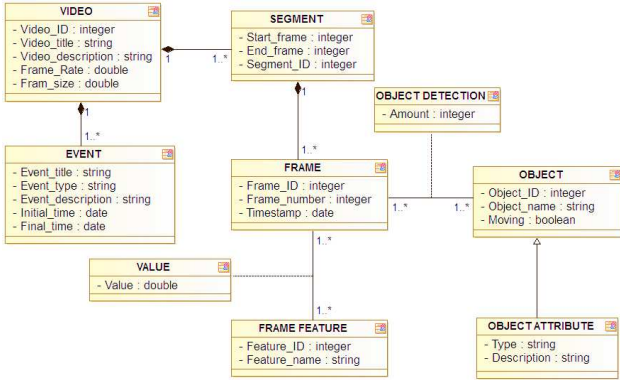 VIDEO
- Video_ID : integer
- Video_title : string
- Video_description : string
- Frame_Rate : double
- Fram_size : double
1
1..*
SEGMENT
- Start_frame : integer
- End_frame : integer
- Segment_ID : integer
1
1..*
EVENT
- Event_title : string
- Event_type : string
- Event_description : string
- Initial_time : date
- Final_time : date
1
1..*
FRAME
- Frame_ID : integer
- Frame_number : integer
- Timestamp : date
OBJECT DETECTION
- Amount : integer
1..*
1..*
OBJECT
- Object_ID : integer
- Object_name : string
- Moving : boolean
VALUE
- Value : double
1..*
1..*
FRAME FEATURE
- Feature_ID : integer
- Feature_name : string
OBJECT ATTRIBUTE
- Type : string
- Description : string